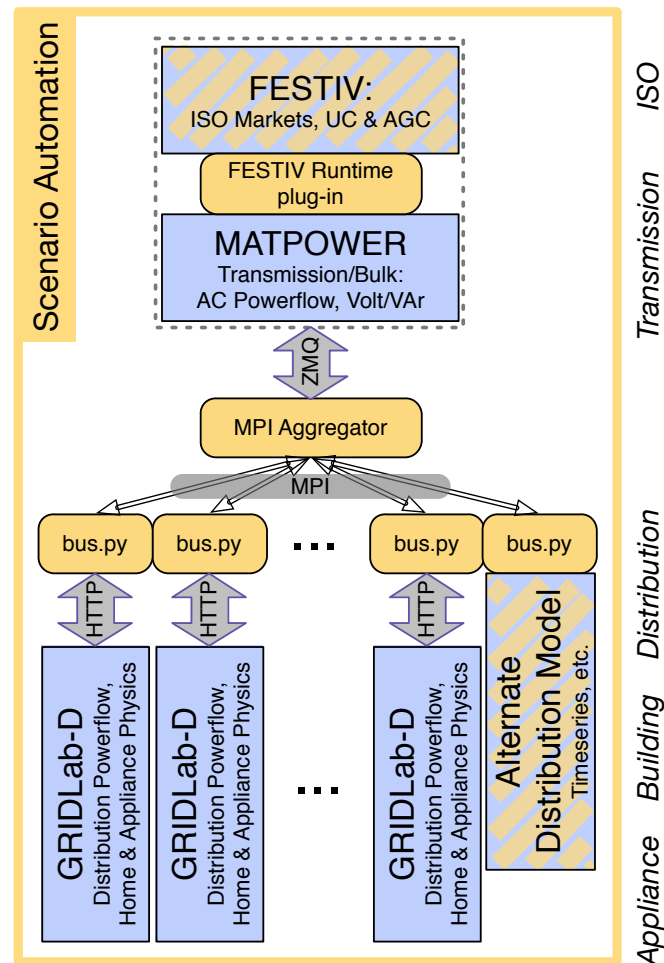 Scenario Automation
FESTIV:
ISO Markets, UC & AGC
FESTIV Runtime
plug-in
MATPOWER
Transmission/Bulk:
AC Powerflow, Volt/VAr
ZMQ
MPI Aggregator
MPI
bus.py
bus.py
...
bus.py
bus.py
HTTP
HTTP
HTTP
GRIDLab-D
Distribution Powerflow,
Home & Appliance Physics
GRIDLab-D
Distribution Powerflow,
Home & Appliance Physics
...
GRIDLab-D
Distribution Powerflow,
Home & Appliance Physics
Alternate
Distribution Model
Timeseries, etc.
ISO
Transmission
Distribution
Building
Appliance